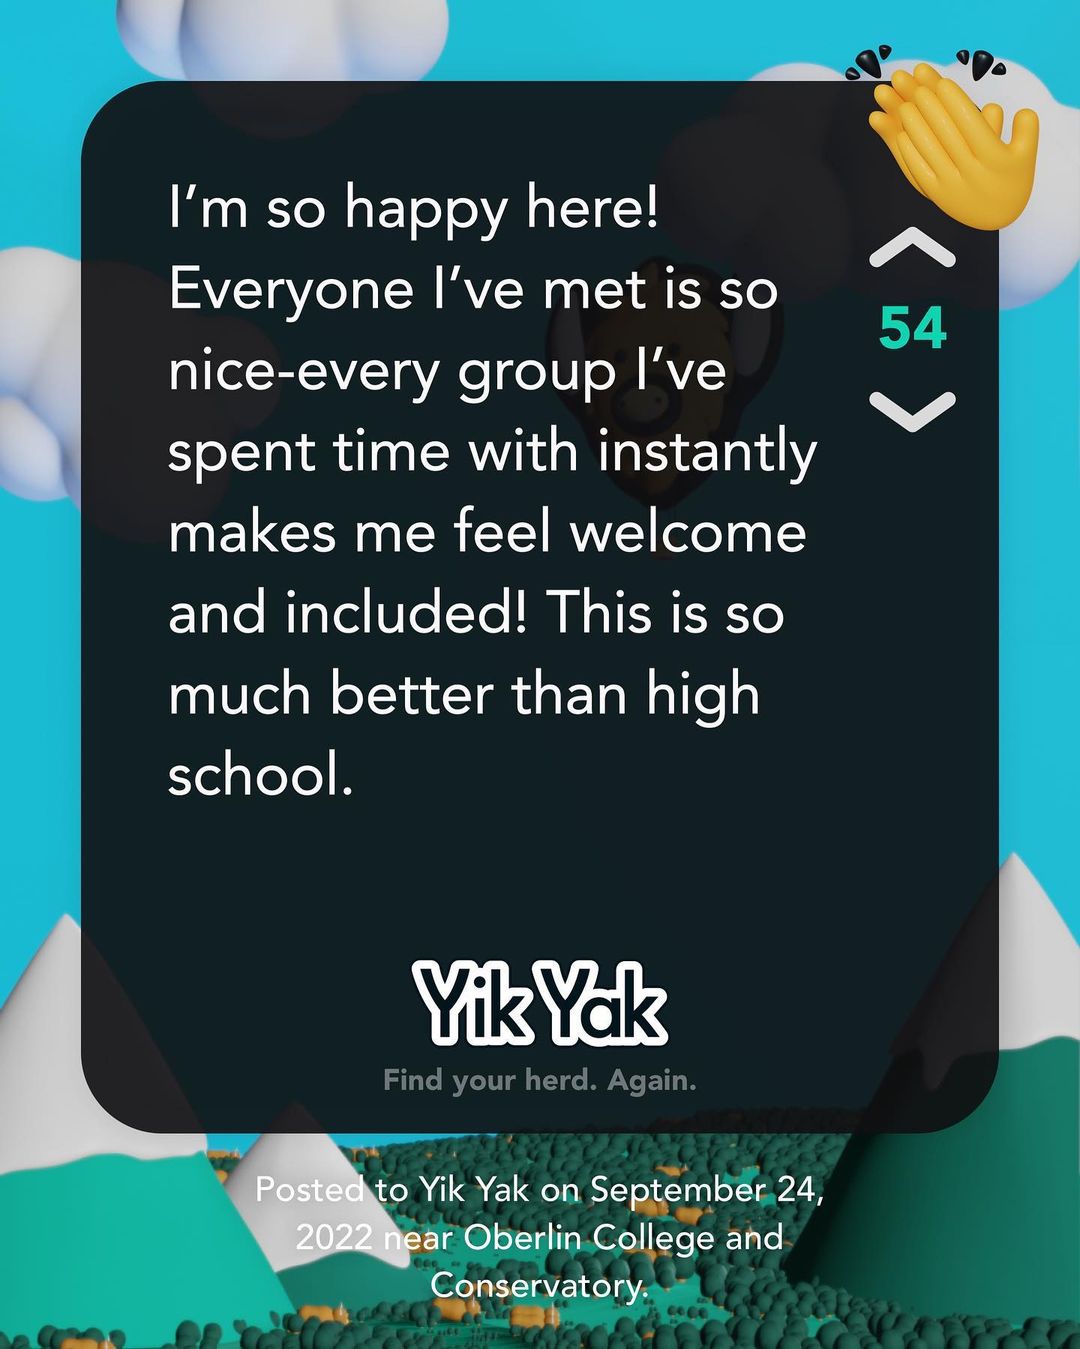 I’m so happy here!
Everyone I’ve met is so
nice-every group I’ve
spent time with instantly
makes me feel welcome
and included! This is so
much better than high
school.
54
Yik Yak
Find your herd. Again.
Posted to Yik Yak on September 24,
2022 near Oberlin College and
Conservatory.